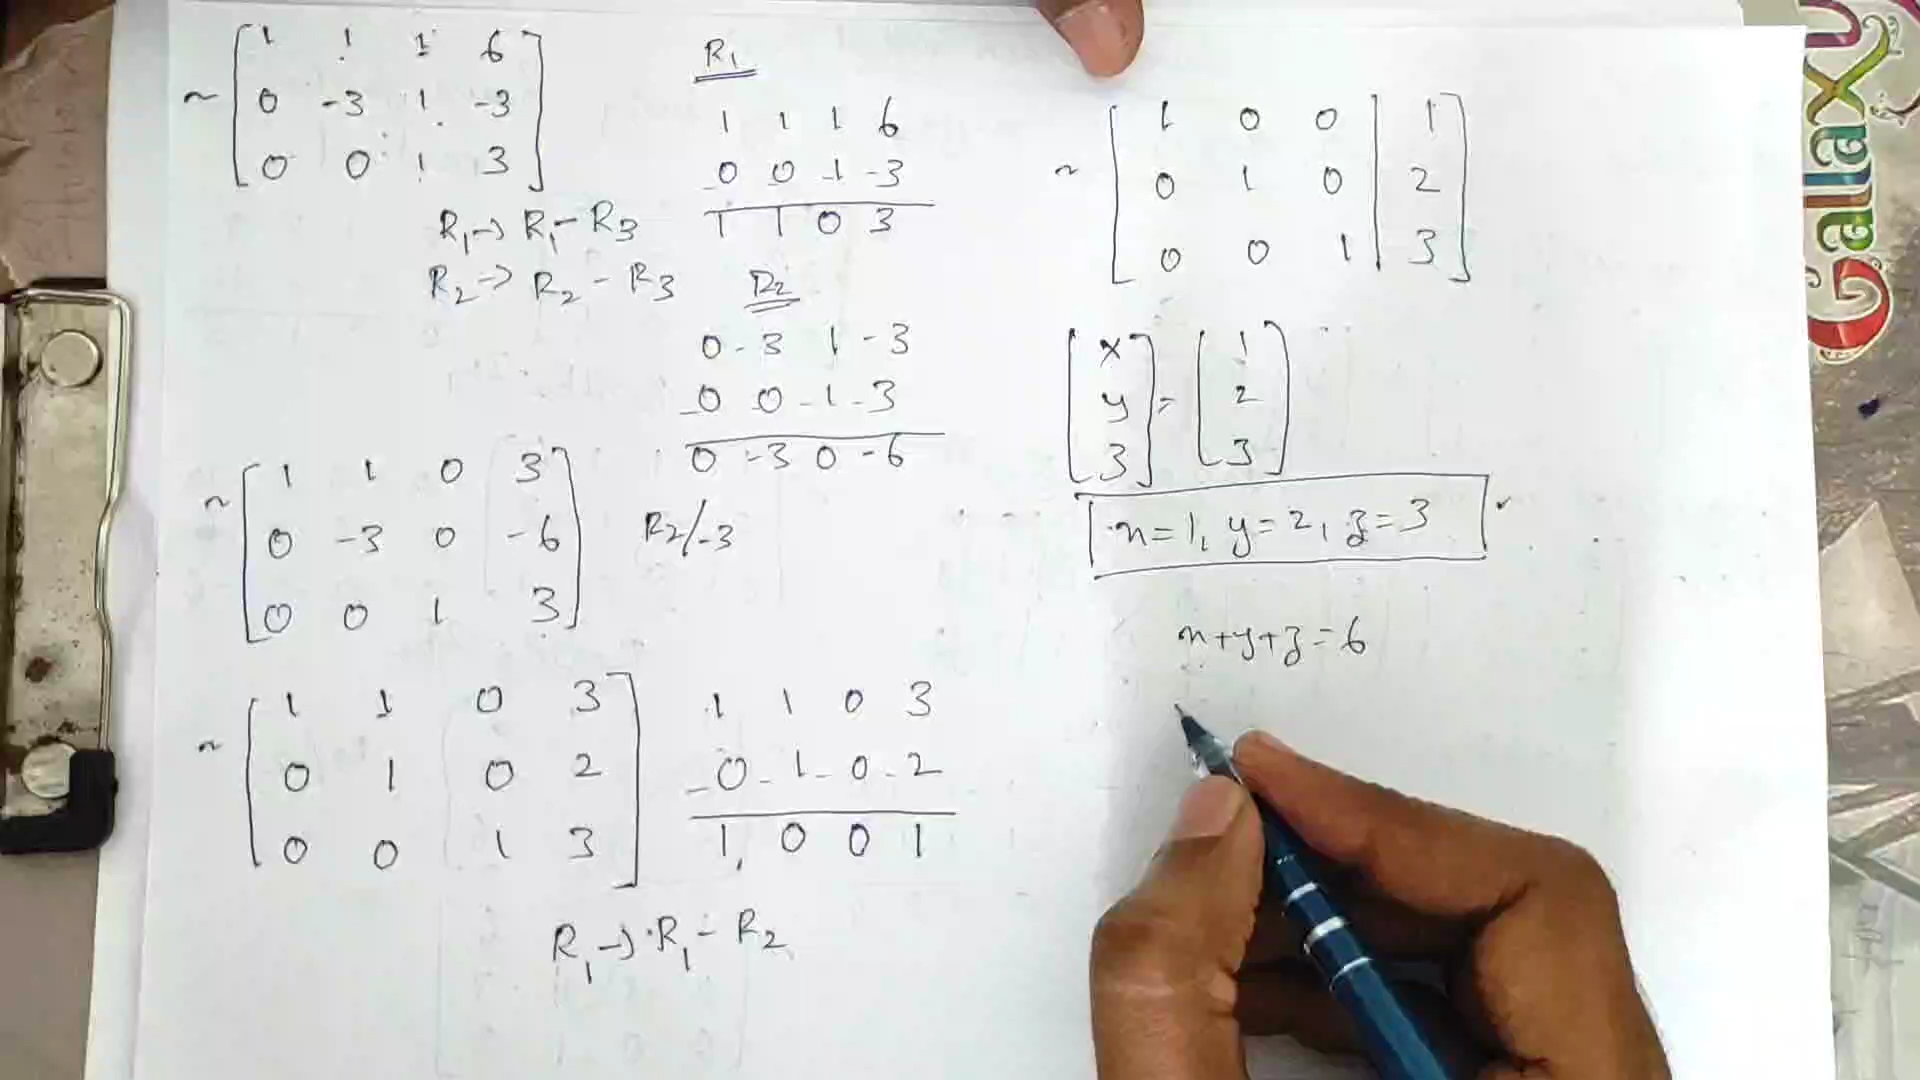 1 1 1 6
~ 0 -3 1 -3
0 0 1 3
R1→ R1- R3
R2→ R2 - R3
R1
1 1 1 6
-0 0 -1 -3
1 1 0 3
R2
0 -3 1 -3
-0 0 -1 -3
0 -3 0 -6
1 1 0 3
~ 0 -3 0 -6 R2/-3
0 0 1 3
1 1 0 3
~ 0 1 0 2
0 0 1 3
1 1 0 3
-0 -1 -0 -2
1, 0 0 1
R1→ R1 - R2
1 0 0 | 1
~ 0 1 0 | 2
0 0 1 | 3
x 1
y = 2
z 3
x=1, y=2, z=3
x+y+z=6
GallaxU